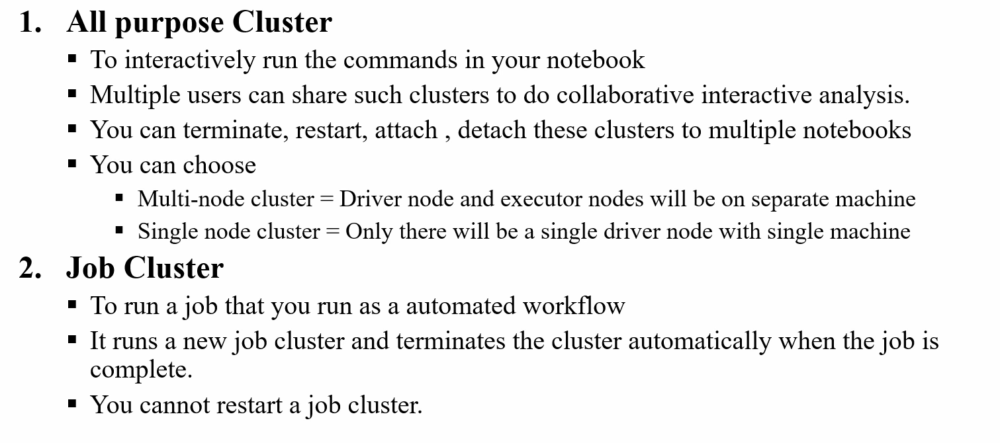 1. All purpose Cluster
▪ To interactively run the commands in your notebook
▪ Multiple users can share such clusters to do collaborative interactive analysis.
▪ You can terminate, restart, attach , detach these clusters to multiple notebooks
▪ You can choose
▪ Multi-node cluster = Driver node and executor nodes will be on separate machine
▪ Single node cluster = Only there will be a single driver node with single machine
2. Job Cluster
▪ To run a job that you run as a automated workflow
▪ It runs a new job cluster and terminates the cluster automatically when the job is
complete.
▪ You cannot restart a job cluster.